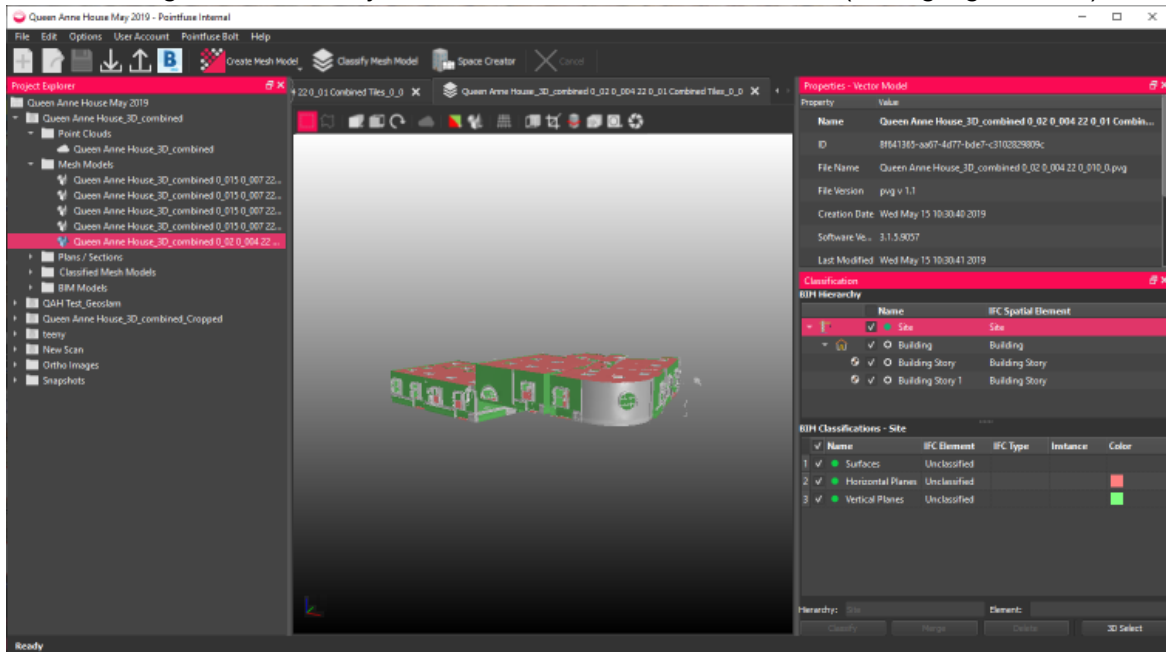 Queen Anne House May 2019 - Pointfuse Internal
File Edit Options User Account Pointfuse Bolt Help
B Create Mesh Model Classify Mesh Model Space Creator Cancel
Project Explorer
Queen Anne House May 2019
Queen Anne House_3D_combined
Point Clouds
Queen Anne House_3D_combined
Mesh Models
Queen Anne House_3D_combined 0_015 0_007 22...
Queen Anne House_3D_combined 0_015 0_007 22...
Queen Anne House_3D_combined 0_015 0_007 22...
Queen Anne House_3D_combined 0_015 0_007 22...
Queen Anne House_3D_combined 0_02 0_004 22 ...
Plans / Sections
Classified Mesh Models
BIM Models
QAH Test_Geoslam
Queen Anne House_3D_combined_Cropped
teeny
New Scan
Ortho Images
Snapshots
22 0_01 Combined Tiles_0_0 Queen Anne House_3D_combined 0_02 0_004 22 0_01 Combined Tiles_0_0
Properties - Vector Model
Property Value
Name Queen Anne House_3D_combined 0_02 0_004 22 0_01 Combin...
ID 8f641365-aa67-4d77-bde7-c3102829809c
File Name Queen Anne House_3D_combined 0_02 0_004 22 0_010_0.pvg
File Version pvg v 1.1
Creation Date Wed May 15 10:30:40 2019
Software Ve... 3.1.5.9057
Last Modified Wed May 15 10:30:41 2019
Classification
BIM Hierarchy
Name IFC Spatial Element
Site Site
Building Building
Building Story Building Story
Building Story 1 Building Story
BIM Classifications - Site
Name IFC Element IFC Type Instance Color
1 Surfaces Unclassified
2 Horizontal Planes Unclassified
3 Vertical Planes Unclassified
Hierarchy: Site Element:
Classify Merge Delete 3D Select
Ready